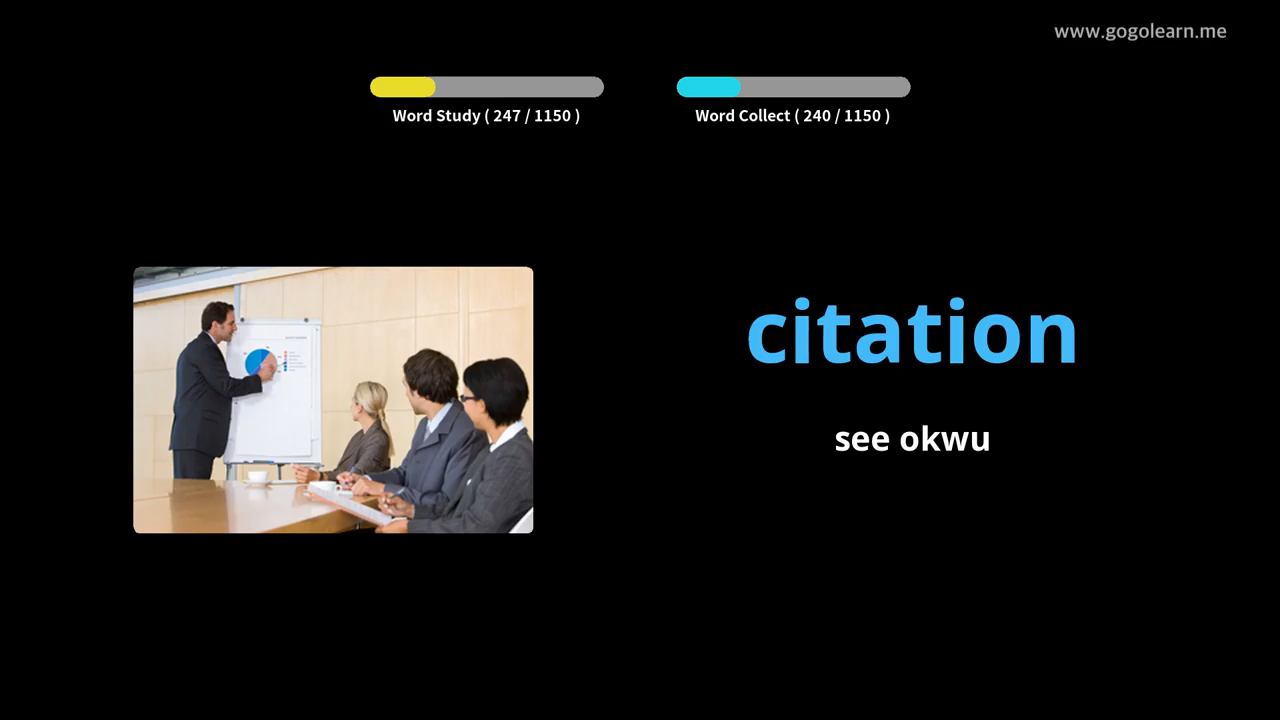 www.gogolearn.me
Word Study ( 247 / 1150 )
Word Collect ( 240 / 1150 )
citation
see okwu